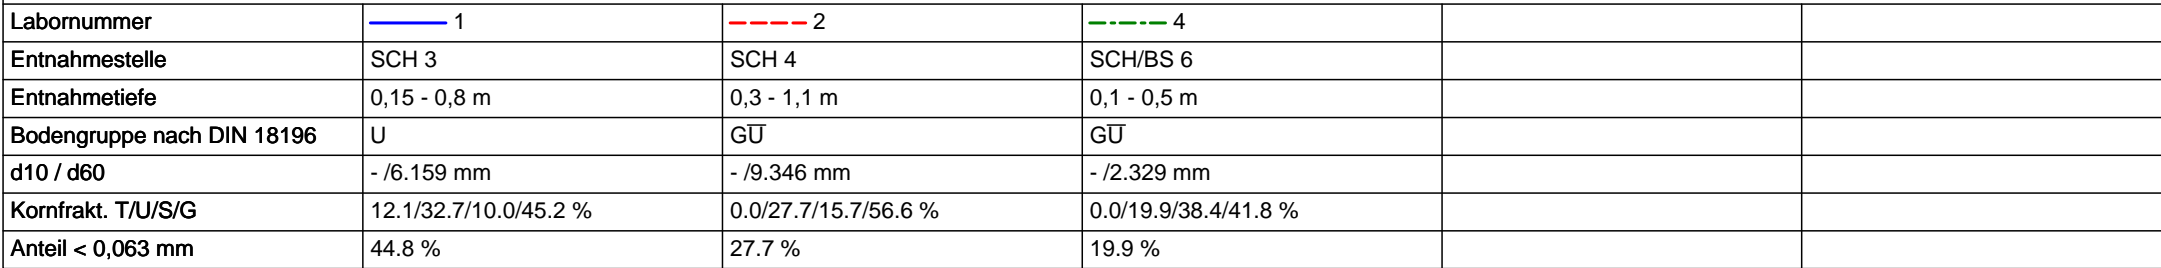 Labornummer 1 2 4
Entnahmestelle SCH 3 SCH 4 SCH/BS 6
Entnahmetiefe 0,15 - 0,8 m 0,3 - 1,1 m 0,1 - 0,5 m
Bodengruppe nach DIN 18196 U GU̅ GU̅
d10 / d60 - /6.159 mm - /9.346 mm - /2.329 mm
Kornfrakt. T/U/S/G 12.1/32.7/10.0/45.2 % 0.0/27.7/15.7/56.6 % 0.0/19.9/38.4/41.8 %
Anteil < 0,063 mm 44.8 % 27.7 % 19.9 %